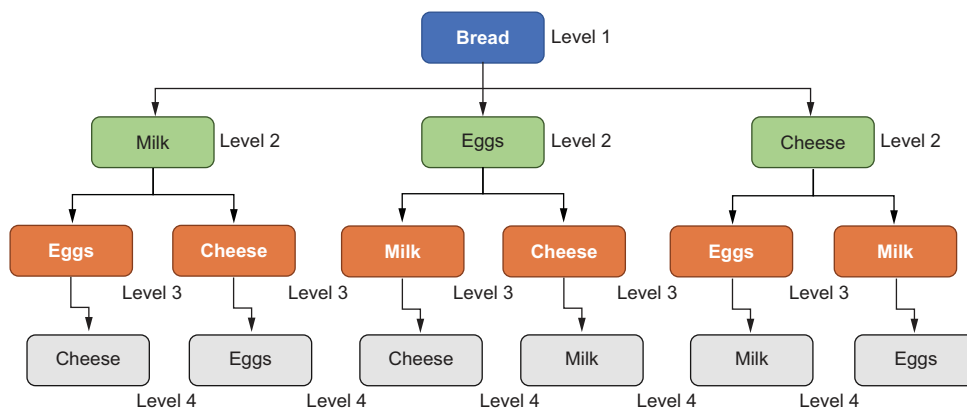 Bread Level 1
Milk Level 2 Eggs Level 2 Cheese Level 2
Eggs Cheese Milk Cheese Eggs Milk
Level 3 Level 3 Level 3 Level 3 Level 3
Cheese Eggs Cheese Milk Milk Eggs
Level 4 Level 4 Level 4 Level 4 Level 4